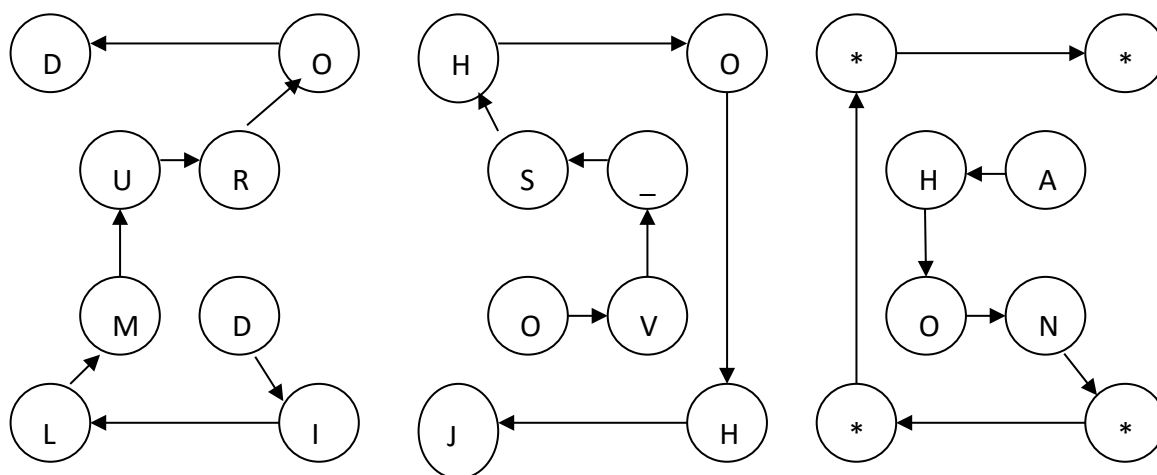 D O H O * *
U R S _ H A
M D O V O N
L I J H * *